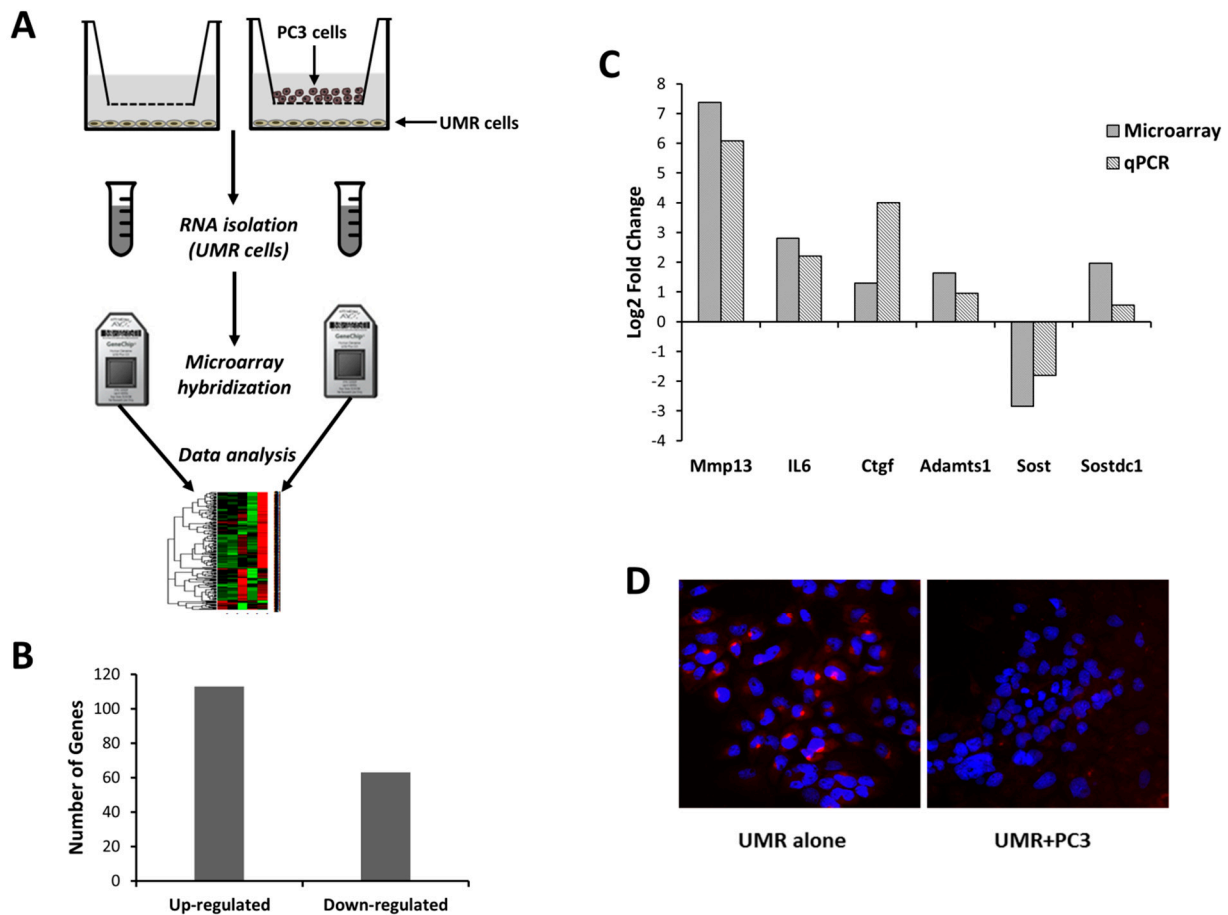 A
PC3 cells
UMR cells
RNA isolation
(UMR cells)
GeneChip
GeneChip
Microarray
hybridization
Data analysis
B
Number of Genes
120
100
80
60
40
20
0
Up-regulated
Down-regulated
C
Log2 Fold Change
8
7
6
5
4
3
2
1
0
-1
-2
-3
-4
Microarray
qPCR
Mmp13
IL6
Ctgf
Adamts1
Sost
Sostdc1
D
UMR alone
UMR+PC3